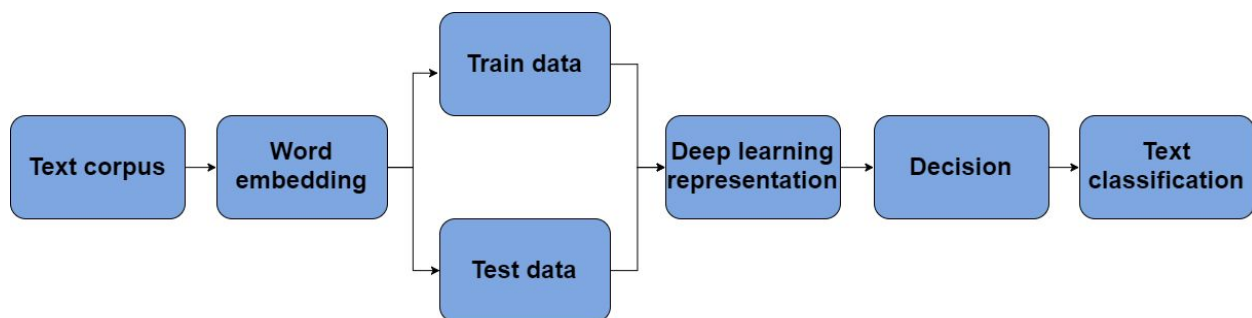 Text corpus
Word
embedding
Train data
Test data
Deep learning
representation
Decision
Text
classification